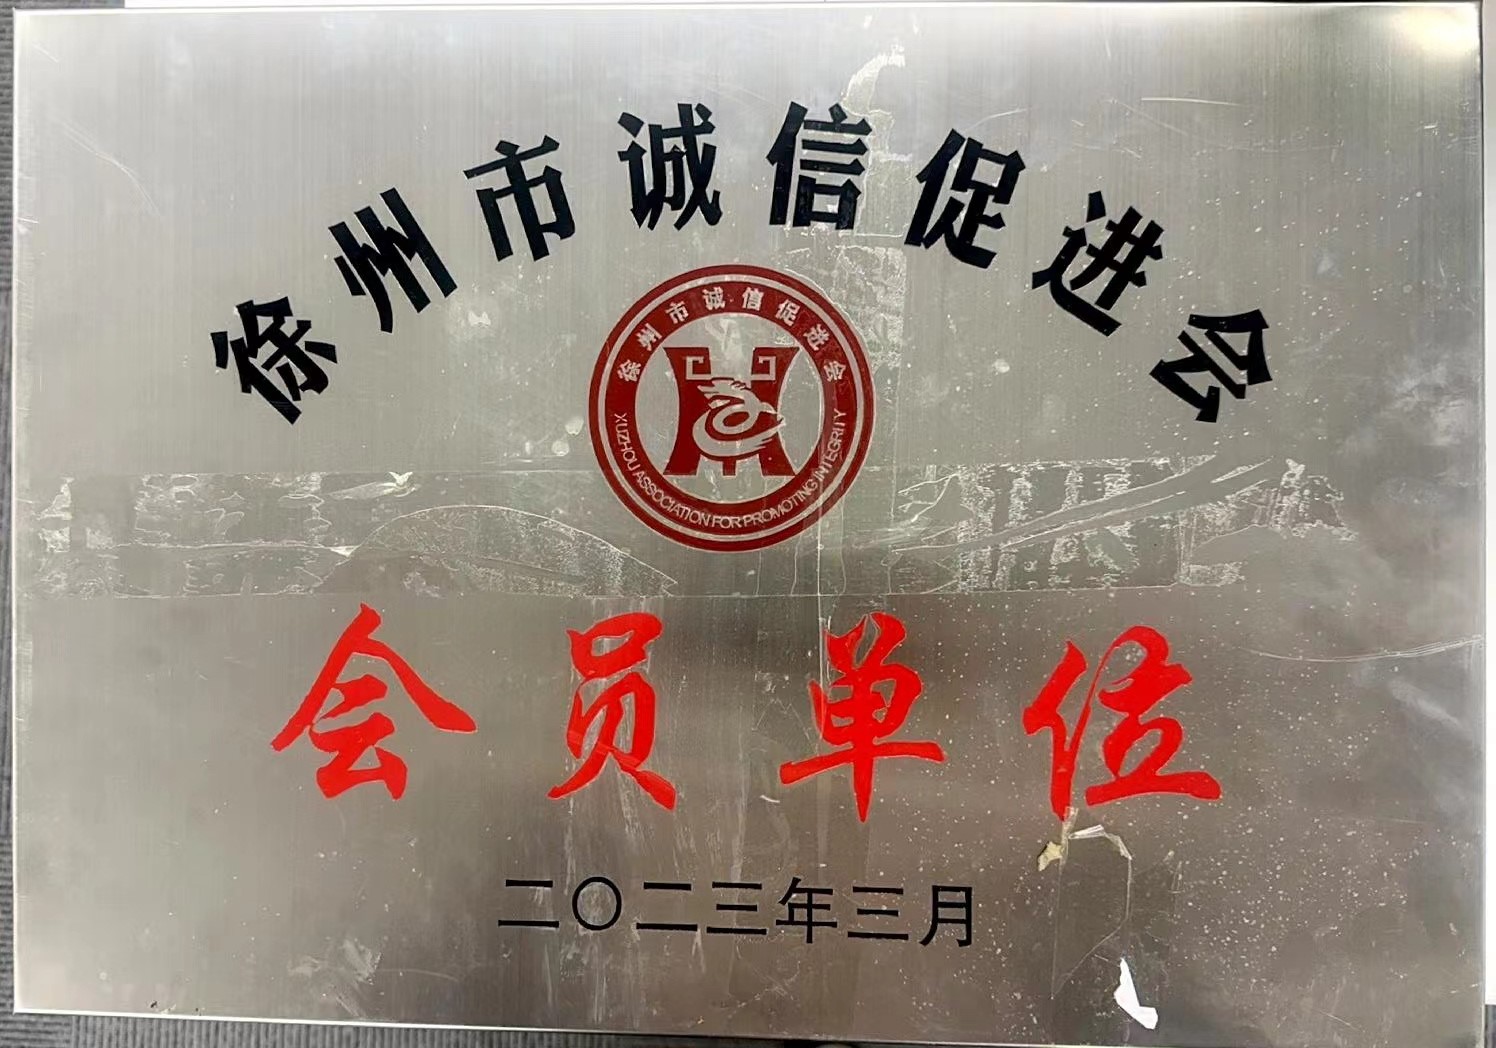 徐州市诚信促进会
徐州市诚信促进会
XUZHOU ASSOCIATION FOR PROMOTING INTEGRITY
会员单位
二〇二三年三月